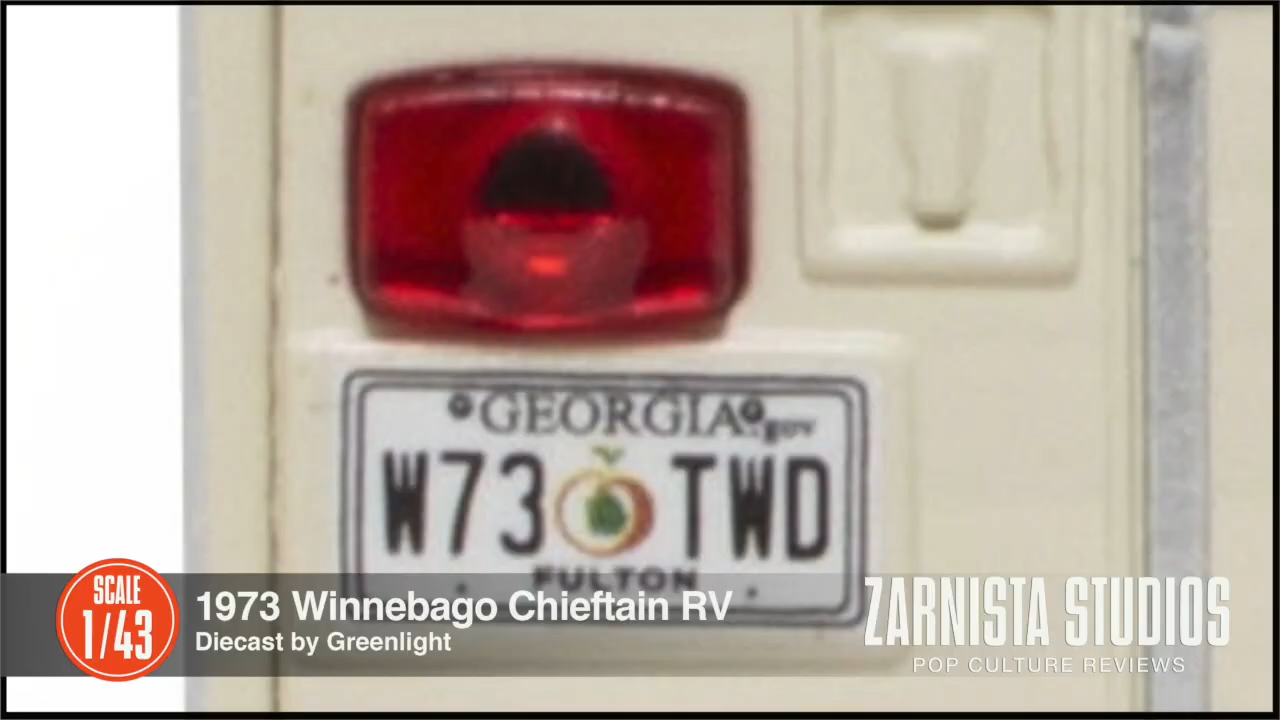 GEORGIA.gov
W73 TWD
FULTON
SCALE
1/43
1973 Winnebago Chieftain RV
Diecast by Greenlight
ZARNISTA STUDIOS
POP CULTURE REVIEWS